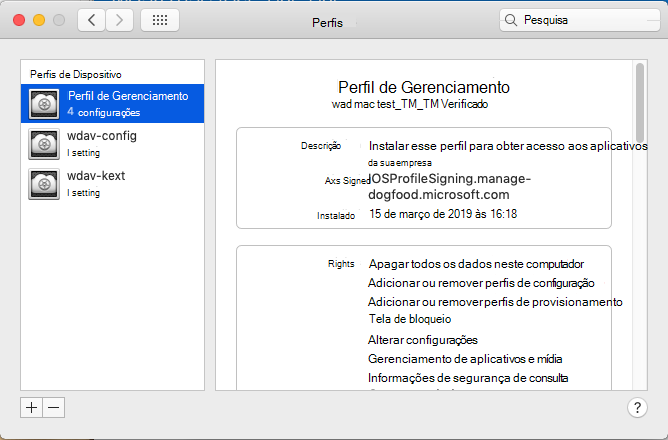 Perfis
Pesquisa
Perfis de Dispositivo
Perfil de Gerenciamento
4 configurações
wdav-config
I setting
wdav-kext
I setting
Perfil de Gerenciamento
wad mac test_TM_TM Verificado
Descrição Instalar esse perfil para obter acesso aos aplicativos
da sua empresa
Axs Signed IOSProfileSigning.manage-
dogfood.microsoft.com
Instalado 15 de março de 2019 às 16:18
Rights Apagar todos os dados neste computador
Adicionar ou remover perfis de configuração
Adicionar ou remover perfis de provisionamento
Tela de bloqueio
Alterar configurações
Gerenciamento de aplicativos e mídia
Informações de segurança de consulta
+ −
?